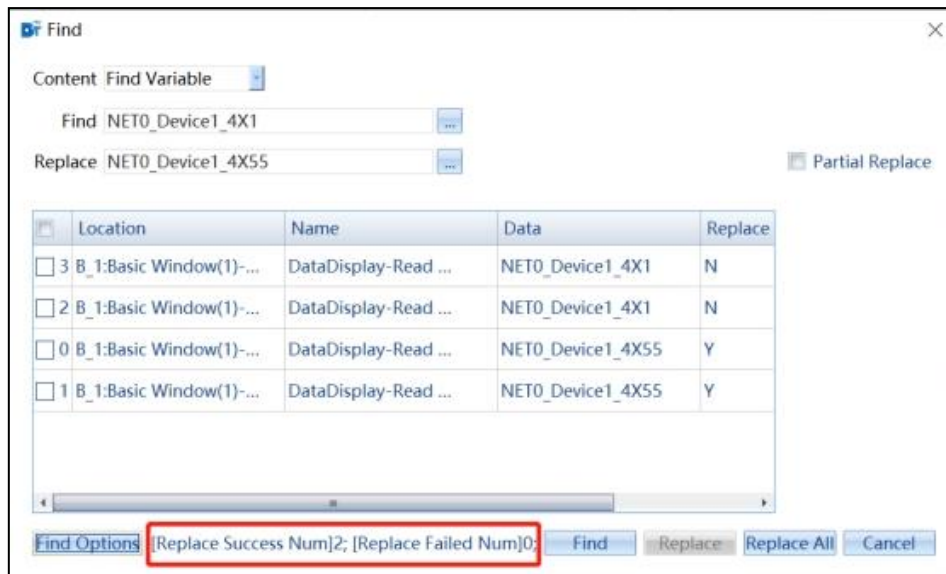 Find
Content Find Variable
Find NET0_Device1_4X1 ...
Replace NET0_Device1_4X55 ... Partial Replace
Location Name Data Replace
3 B_1:Basic Window(1)-... DataDisplay-Read ... NET0_Device1_4X1 N
2 B_1:Basic Window(1)-... DataDisplay-Read ... NET0_Device1_4X1 N
0 B_1:Basic Window(1)-... DataDisplay-Read ... NET0_Device1_4X55 Y
1 B_1:Basic Window(1)-... DataDisplay-Read ... NET0_Device1_4X55 Y
Find Options [Replace Success Num]2; [Replace Failed Num]0; Find Replace Replace All Cancel